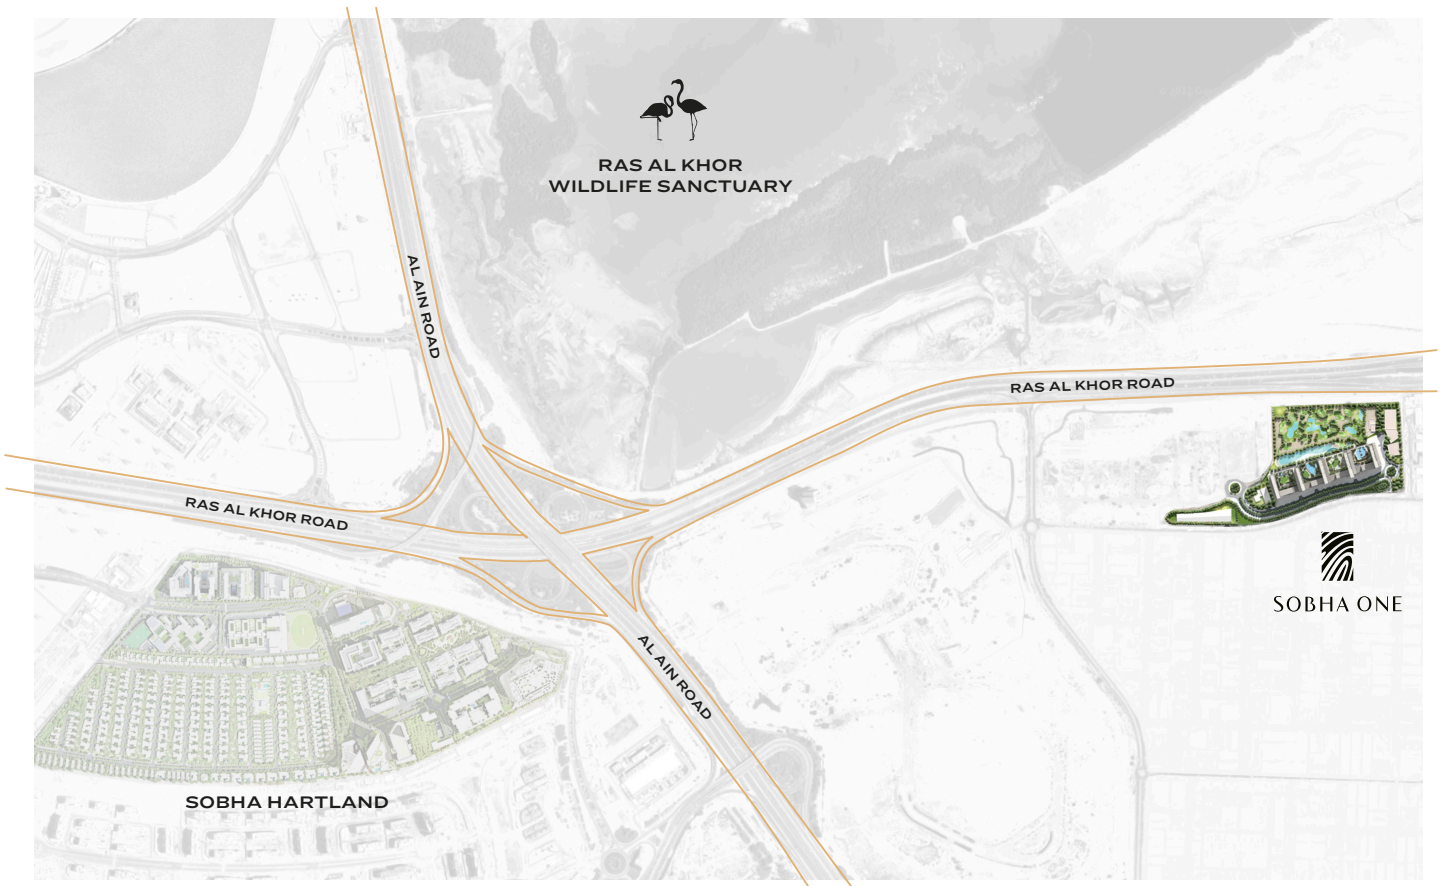 RAS AL KHOR
WILDLIFE SANCTUARY
AL AIN ROAD
RAS AL KHOR ROAD
RAS AL KHOR ROAD
SOBHA ONE
AL AIN ROAD
SOBHA HARTLAND